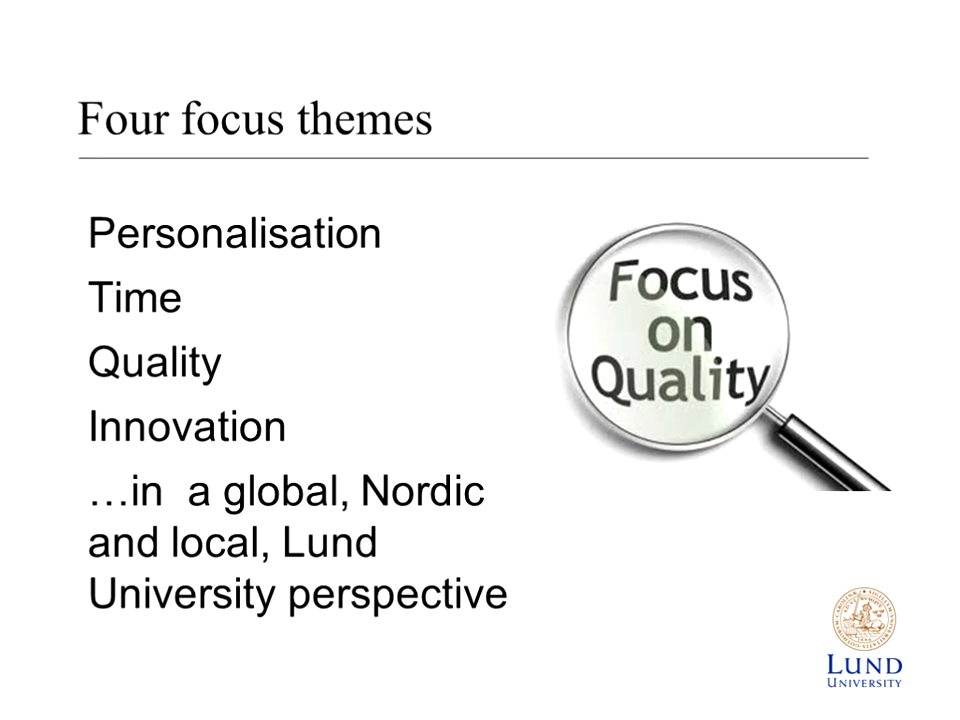 Four focus themes
Personalisation
Time
Quality
Innovation
…in  a global, Nordic
and local, Lund
University perspective
Focus
on
Quality
LUND
UNIVERSITY